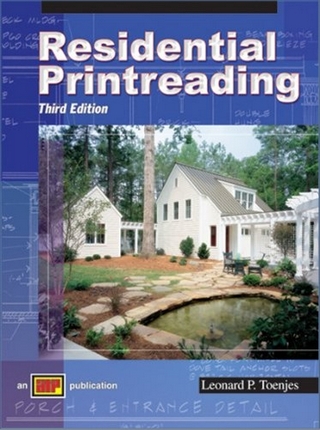 Residential
Printreading
Third Edition
an atp publication
Leonard P. Toenjes
PORCH & ENTRANCE DETAIL